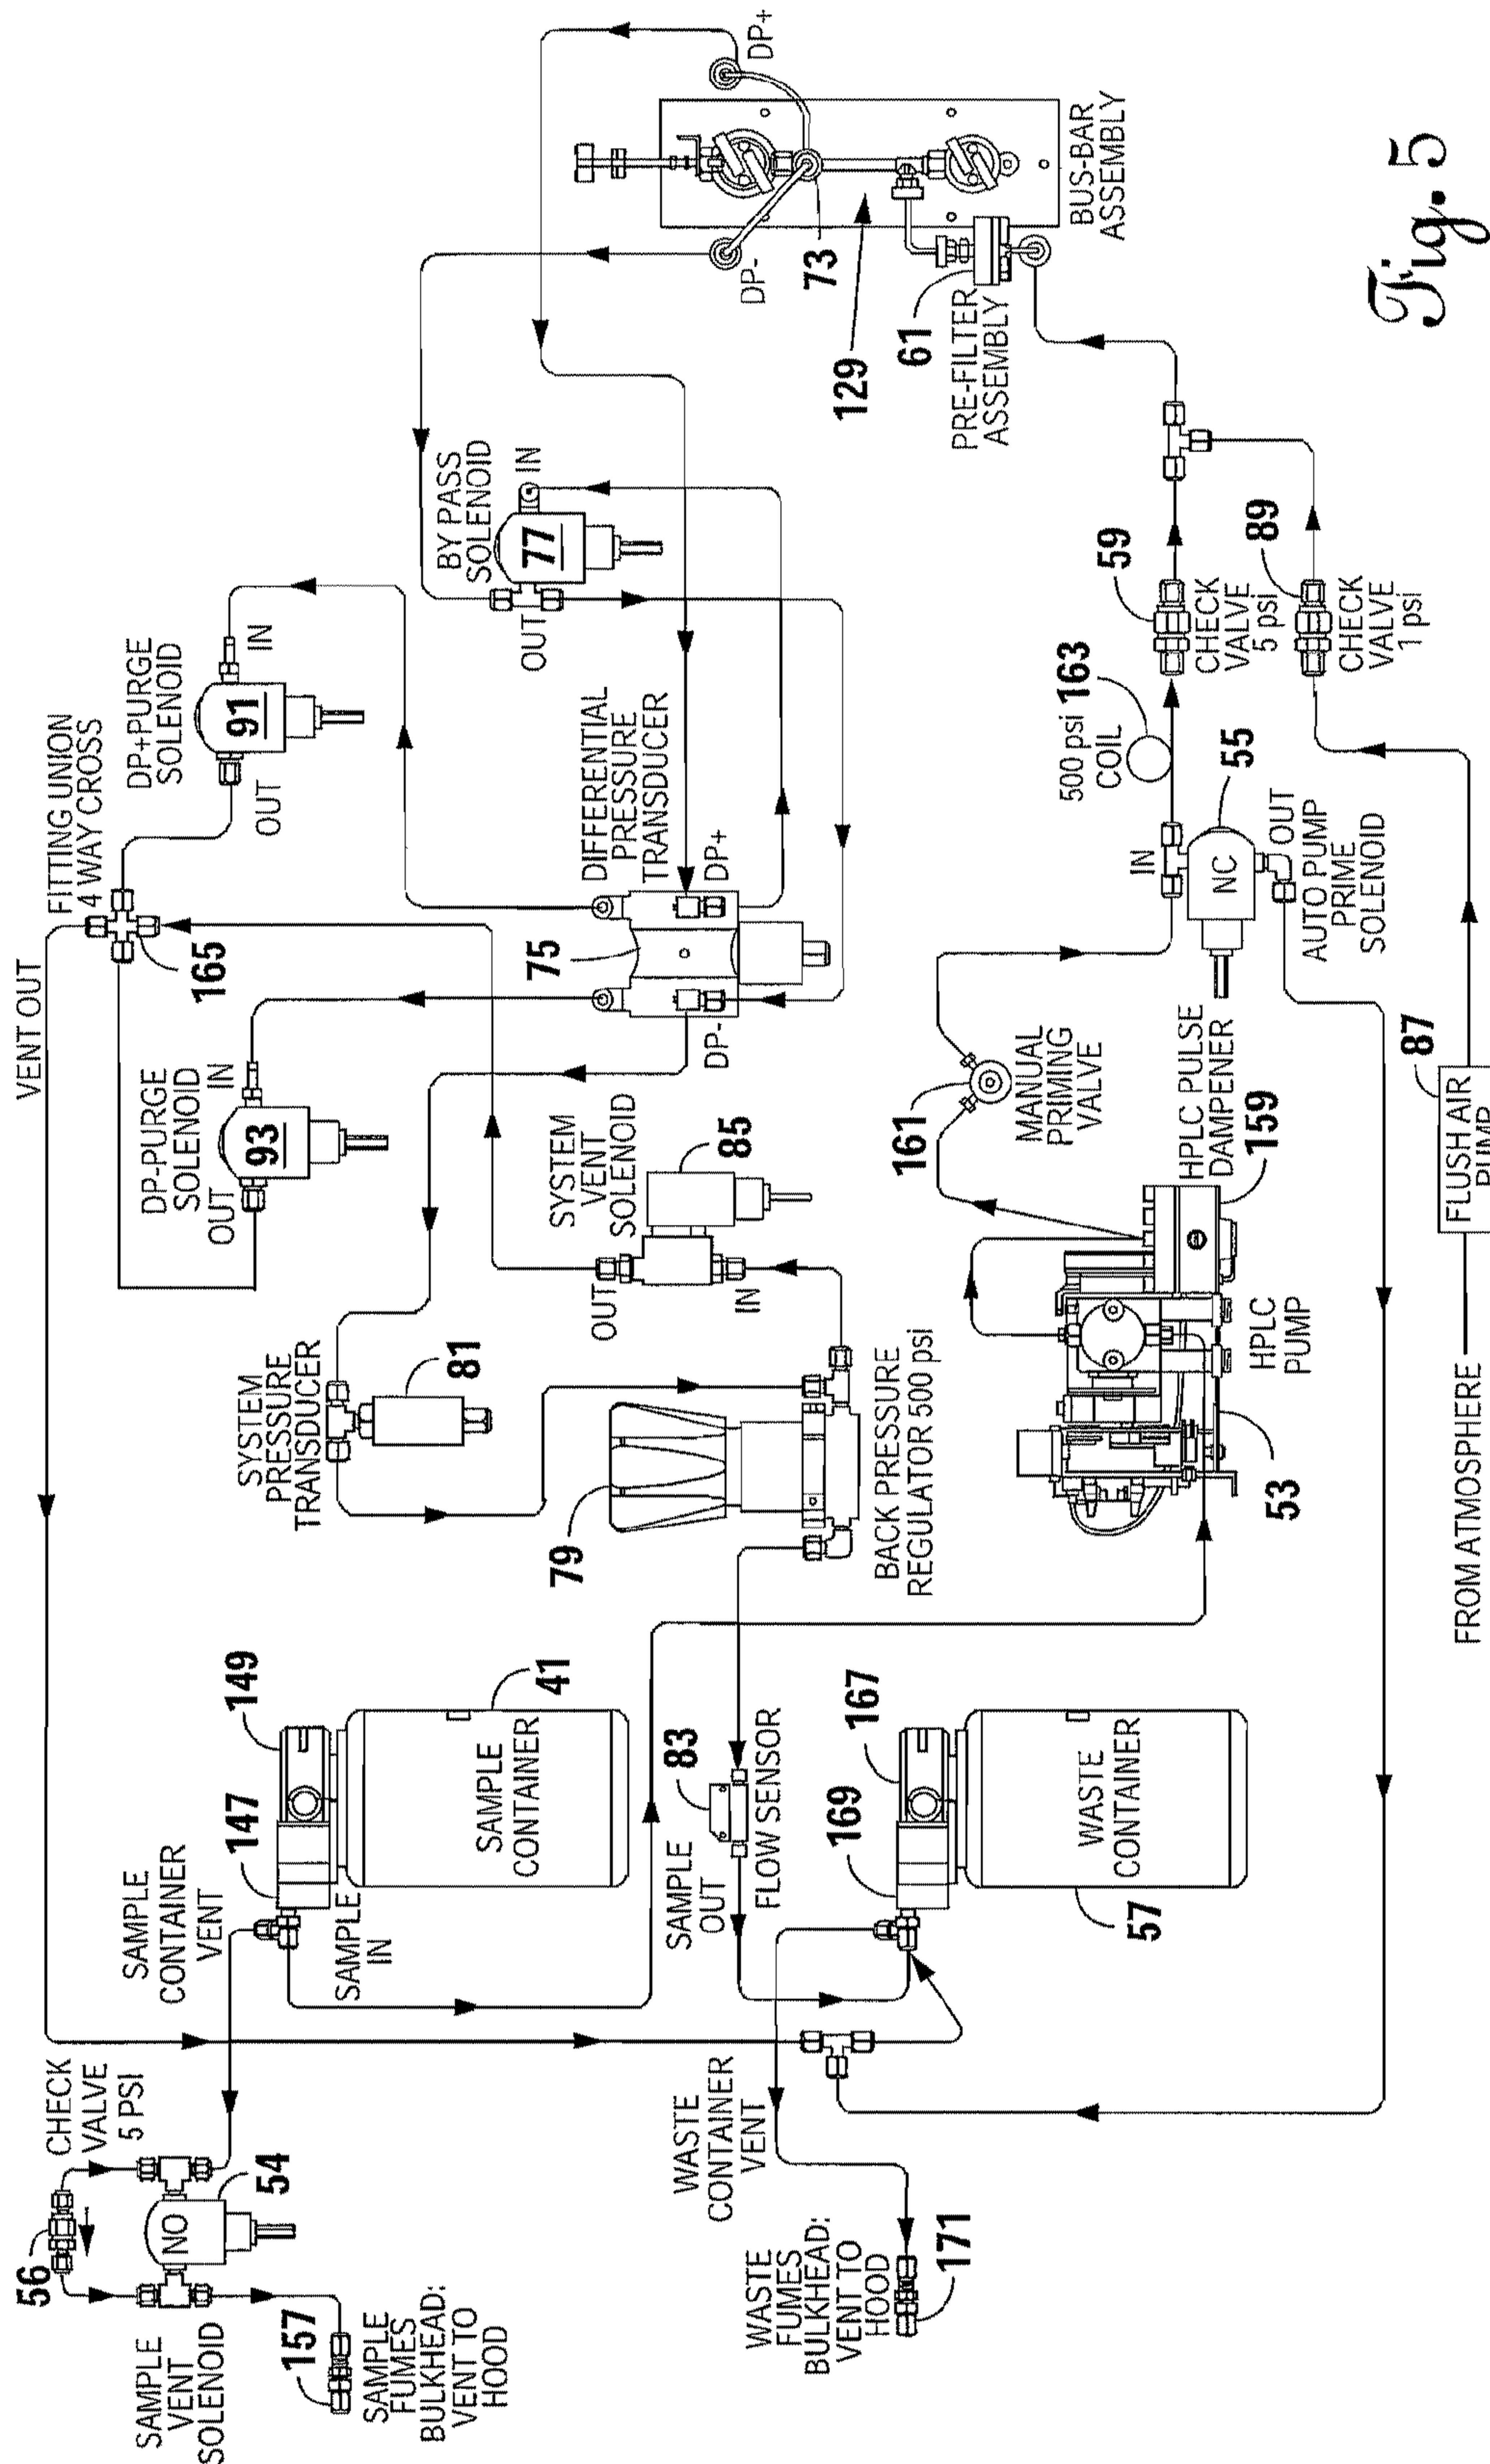 VENT OUT
FITTING UNION
4 WAY CROSS
165
DP+PURGE
SOLENOID
91
IN
OUT
DP-PURGE
SOLENOID
93
IN
OUT
BY PASS
SOLENOID
77
IN
OUT
DP+
DP-
73
129
BUS-BAR
ASSEMBLY
61
PRE-FILTER
ASSEMBLY
DIFFERENTIAL
PRESSURE
TRANSDUCER
DP+
75
DP-
SYSTEM
VENT
SOLENOID
85
OUT
IN
SYSTEM
PRESSURE
TRANSDUCER
81
79
BACK PRESSURE
REGULATOR 500 psi
59
CHECK
VALVE
5 psi
89
CHECK
VALVE
1 psi
500 psi
COIL
163
IN
55
NC
OUT
AUTO PUMP
PRIME
SOLENOID
161
MANUAL
PRIMING
VALVE
HPLC PULSE
DAMPENER
159
HPLC
PUMP
53
87
FLUSH AIR
PUMP
FROM ATMOSPHERE
SAMPLE
CONTAINER
VENT
147
149
41
SAMPLE
CONTAINER
SAMPLE
IN
83
FLOW SENSOR
SAMPLE
OUT
169
167
WASTE
CONTAINER
57
WASTE
CONTAINER
VENT
CHECK
VALVE
5 PSI
56
NO
54
SAMPLE
VENT
SOLENOID
157
SAMPLE
FUMES
BULKHEAD:
VENT TO
HOOD
WASTE
FUMES
BULKHEAD:
VENT TO
HOOD
171
Fig. 5